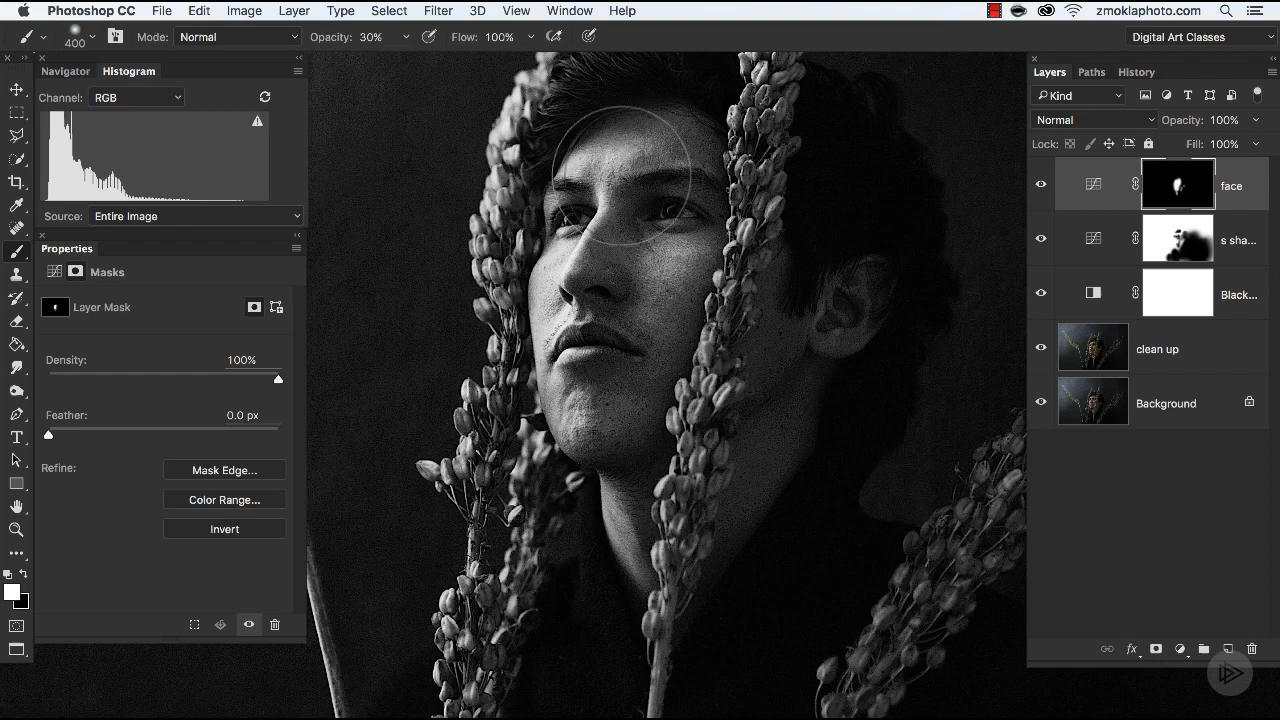 Photoshop CC File Edit Image Layer Type Select Filter 3D View Window Help zmoklaphoto.com
400 Mode: Normal Opacity: 30% Flow: 100% Digital Art Classes
Navigator Histogram
Channel: RGB
Source: Entire Image
Properties
Masks
Layer Mask
Density: 100%
Feather: 0.0 px
Refine: Mask Edge...
Color Range...
Invert
Layers Paths History
Kind
Normal Opacity: 100%
Lock: Fill: 100%
face
s sha...
Black...
clean up
Background
fx